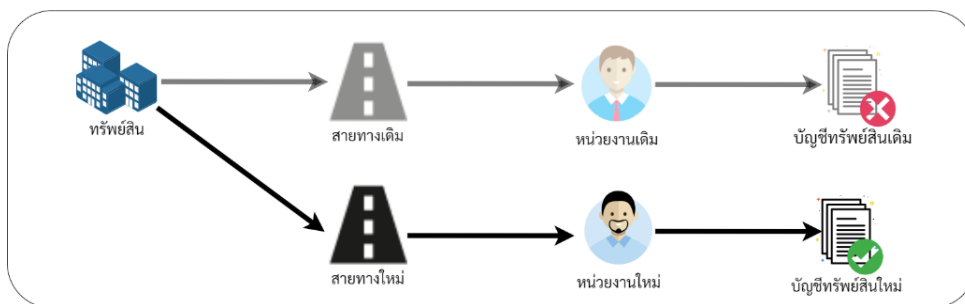 ทรัพย์สิน
สายทางเดิม
หน่วยงานเดิม
บัญชีทรัพย์สินเดิม
สายทางใหม่
หน่วยงานใหม่
บัญชีทรัพย์สินใหม่